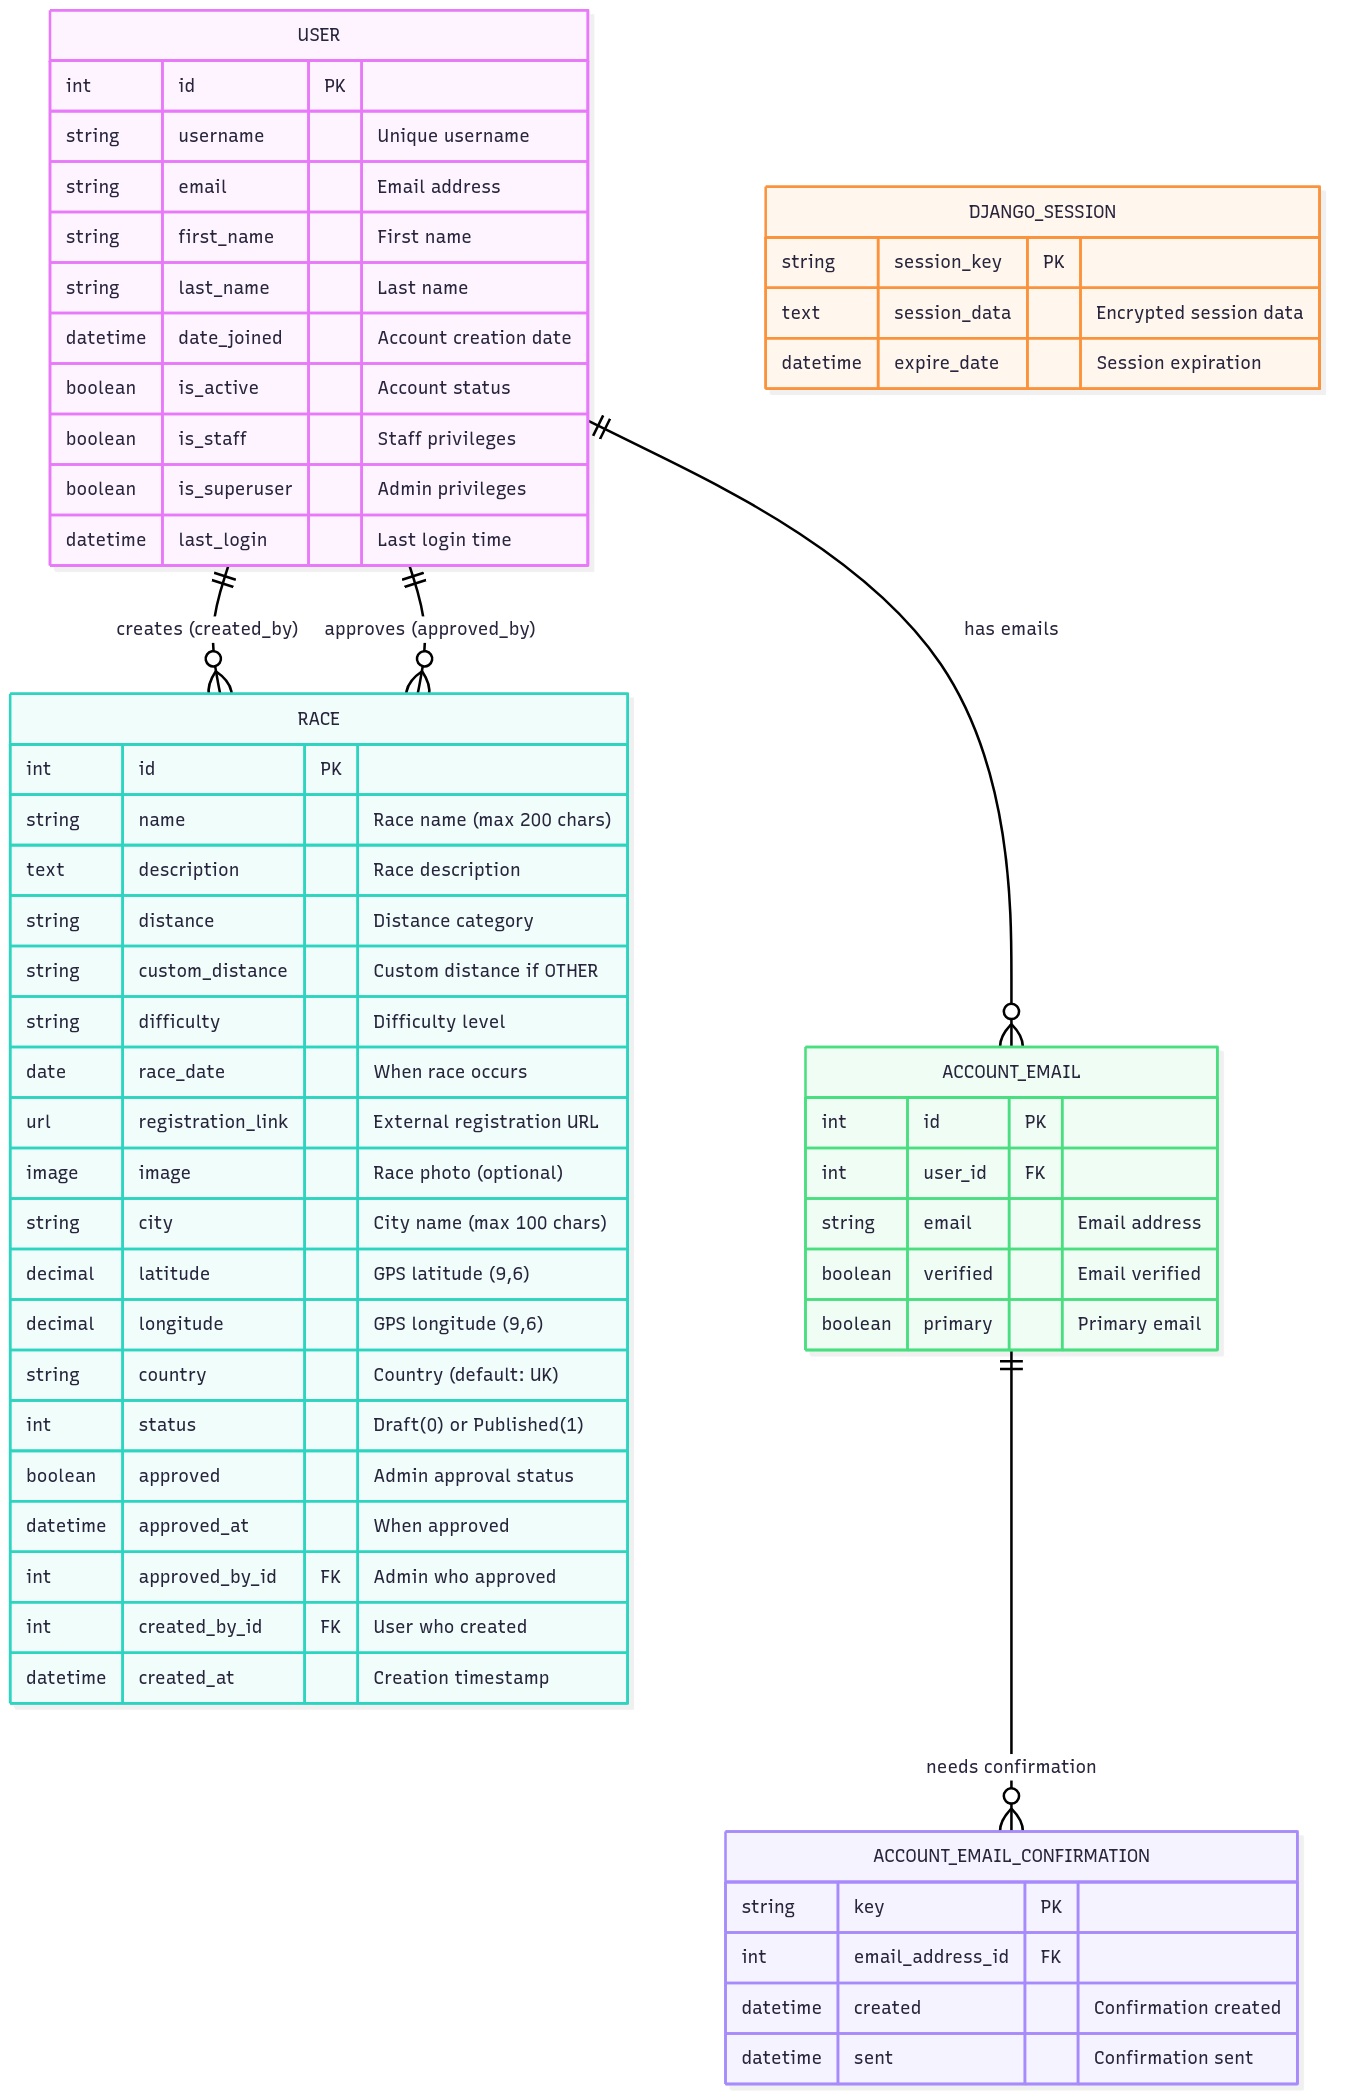 USER
int id PK
string username Unique username
string email Email address
string first_name First name
string last_name Last name
datetime date_joined Account creation date
boolean is_active Account status
boolean is_staff Staff privileges
boolean is_superuser Admin privileges
datetime last_login Last login time
DJANGO_SESSION
string session_key PK
text session_data Encrypted session data
datetime expire_date Session expiration
creates (created_by)
approves (approved_by)
has emails
RACE
int id PK
string name Race name (max 200 chars)
text description Race description
string distance Distance category
string custom_distance Custom distance if OTHER
string difficulty Difficulty level
date race_date When race occurs
url registration_link External registration URL
image image Race photo (optional)
string city City name (max 100 chars)
decimal latitude GPS latitude (9,6)
decimal longitude GPS longitude (9,6)
string country Country (default: UK)
int status Draft(0) or Published(1)
boolean approved Admin approval status
datetime approved_at When approved
int approved_by_id FK Admin who approved
int created_by_id FK User who created
datetime created_at Creation timestamp
ACCOUNT_EMAIL
int id PK
int user_id FK
string email Email address
boolean verified Email verified
boolean primary Primary email
needs confirmation
ACCOUNT_EMAIL_CONFIRMATION
string key PK
int email_address_id FK
datetime created Confirmation created
datetime sent Confirmation sent